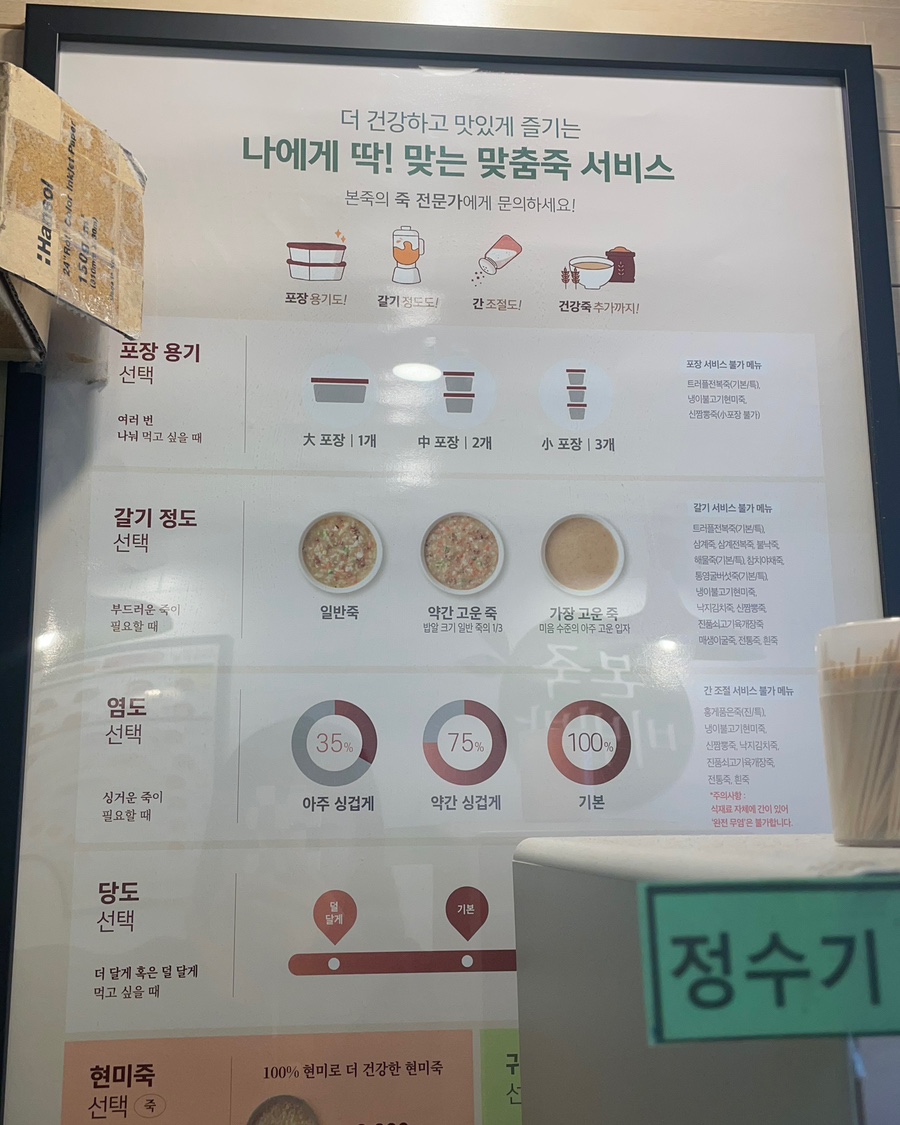 더 건강하고 맛있게 즐기는
나에게 딱! 맞는 맞춤죽 서비스
본죽의 죽 전문가에게 문의하세요!
포장 용기도!
갈기 정도도!
간 조절도!
건강죽 추가까지!
:Hansol
24" Roll Color Inkjet Paper
150g
포장 용기
선택
여러 번
나눠 먹고 싶을 때
大 포장 | 1개
中 포장 | 2개
小 포장 | 3개
포장 서비스 불가 메뉴
트러플전복죽(기본/특),
냉이불고기현미죽,
신짬뽕죽(소포장 불가)
갈기 정도
선택
부드러운 죽이
필요할 때
일반죽
약간 고운 죽
밥알 크기 일반 죽의 1/3
가장 고운 죽
미음 수준의 아주 고운 입자
갈기 서비스 불가 메뉴
트러플전복죽(기본/특),
삼계죽, 삼계전복죽, 불낙죽,
해물죽(기본/특), 참치야채죽,
통영굴버섯죽(기본/특),
냉이불고기현미죽,
낙지김치죽, 신짬뽕죽,
진품쇠고기육개장죽
매생이굴죽, 전통죽, 흰죽
염도
선택
싱거운 죽이
필요할 때
35%
아주 싱겁게
75%
약간 싱겁게
100%
기본
간 조절 서비스 불가 메뉴
홍게품은죽(진/특),
냉이불고기현미죽,
신짬뽕죽, 낙지김치죽,
진품쇠고기육개장죽,
전통죽, 흰죽
*주의사항 :
식재료 자체에 간이 있어
'완전 무염'은 불가합니다.
당도
선택
더 달게 혹은 덜 달게
먹고 싶을 때
덜
달게
기본
정수기
현미죽
선택 죽
100% 현미로 더 건강한 현미죽